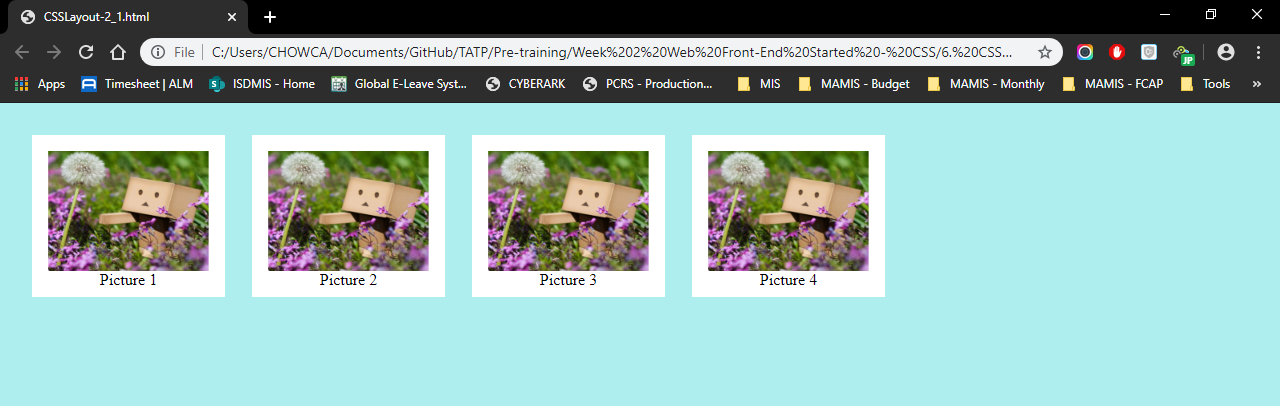 CSSLayout-2_1.html
File C:/Users/CHOWCA/Documents/GitHub/TATP/Pre-training/Week%202%20Web%20Front-End%20Started%20-%20CSS/6.%20CSS...
JP
Apps Timesheet | ALM ISDMIS - Home Global E-Leave Syst... CYBERARK PCRS - Production... MIS MAMIS - Budget MAMIS - Monthly MAMIS - FCAP Tools »
Picture 1 Picture 2 Picture 3 Picture 4